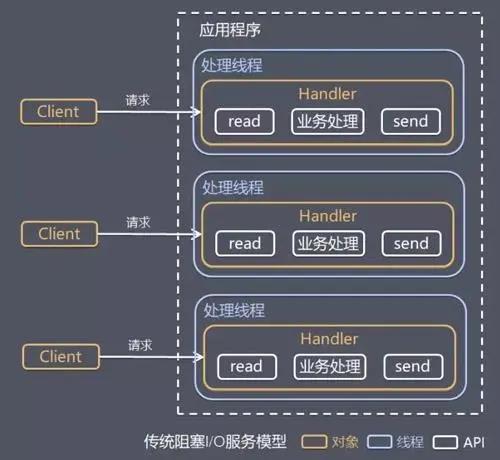 应用程序
处理线程
Handler
Client
请求
read
业务处理
send
处理线程
Handler
Client
请求
read
业务处理
send
处理线程
Handler
Client
请求
read
业务处理
send
传统阻塞I/O服务模型
对象
线程
API